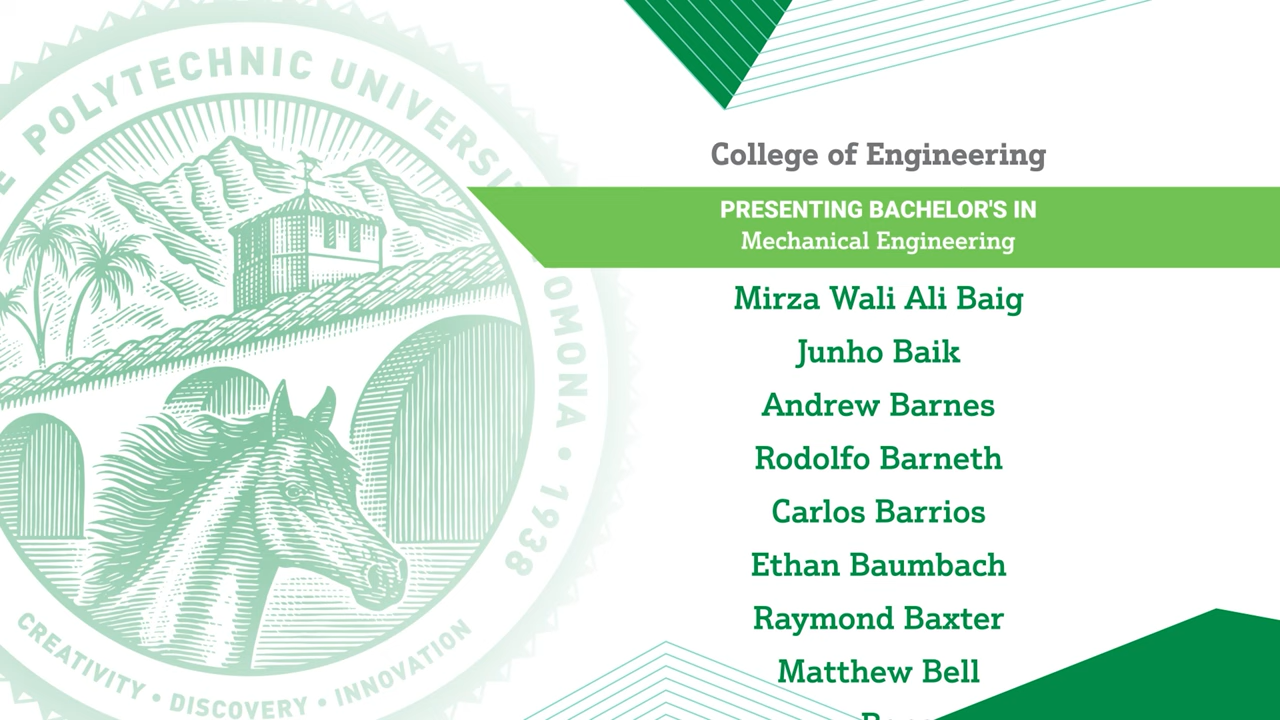 POLYTECHNIC UNIVERSI
OMONA • 1938
CREATIVITY • DISCOVERY • INNOVATION
College of Engineering
PRESENTING BACHELOR'S IN
Mechanical Engineering
Mirza Wali Ali Baig
Junho Baik
Andrew Barnes
Rodolfo Barneth
Carlos Barrios
Ethan Baumbach
Raymond Baxter
Matthew Bell